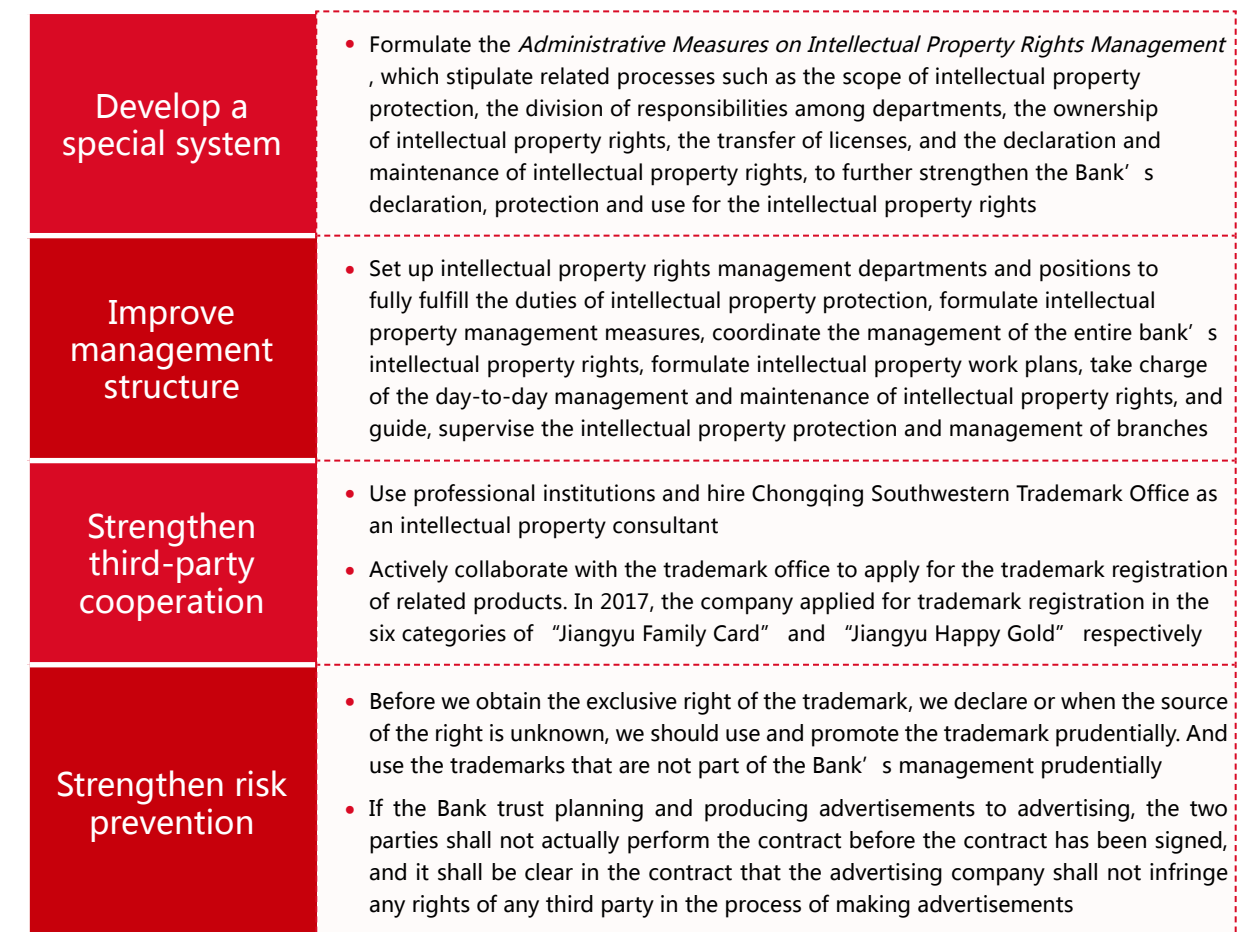 Develop a
special system
• Formulate the Administrative Measures on Intellectual Property Rights Management
, which stipulate related processes such as the scope of intellectual property
protection, the division of responsibilities among departments, the ownership
of intellectual property rights, the transfer of licenses, and the declaration and
maintenance of intellectual property rights, to further strengthen the Bank’ s
declaration, protection and use for the intellectual property rights
Improve
management
structure
• Set up intellectual property rights management departments and positions to
fully fulfill the duties of intellectual property protection, formulate intellectual
property management measures, coordinate the management of the entire bank’ s
intellectual property rights, formulate intellectual property work plans, take charge
of the day-to-day management and maintenance of intellectual property rights, and
guide, supervise the intellectual property protection and management of branches
Strengthen
third-party
cooperation
• Use professional institutions and hire Chongqing Southwestern Trademark Office as
an intellectual property consultant
• Actively collaborate with the trademark office to apply for the trademark registration
of related products. In 2017, the company applied for trademark registration in the
six categories of “Jiangyu Family Card” and “Jiangyu Happy Gold” respectively
Strengthen risk
prevention
• Before we obtain the exclusive right of the trademark, we declare or when the source
of the right is unknown, we should use and promote the trademark prudentially. And
use the trademarks that are not part of the Bank’ s management prudentially
• If the Bank trust planning and producing advertisements to advertising, the two
parties shall not actually perform the contract before the contract has been signed,
and it shall be clear in the contract that the advertising company shall not infringe
any rights of any third party in the process of making advertisements